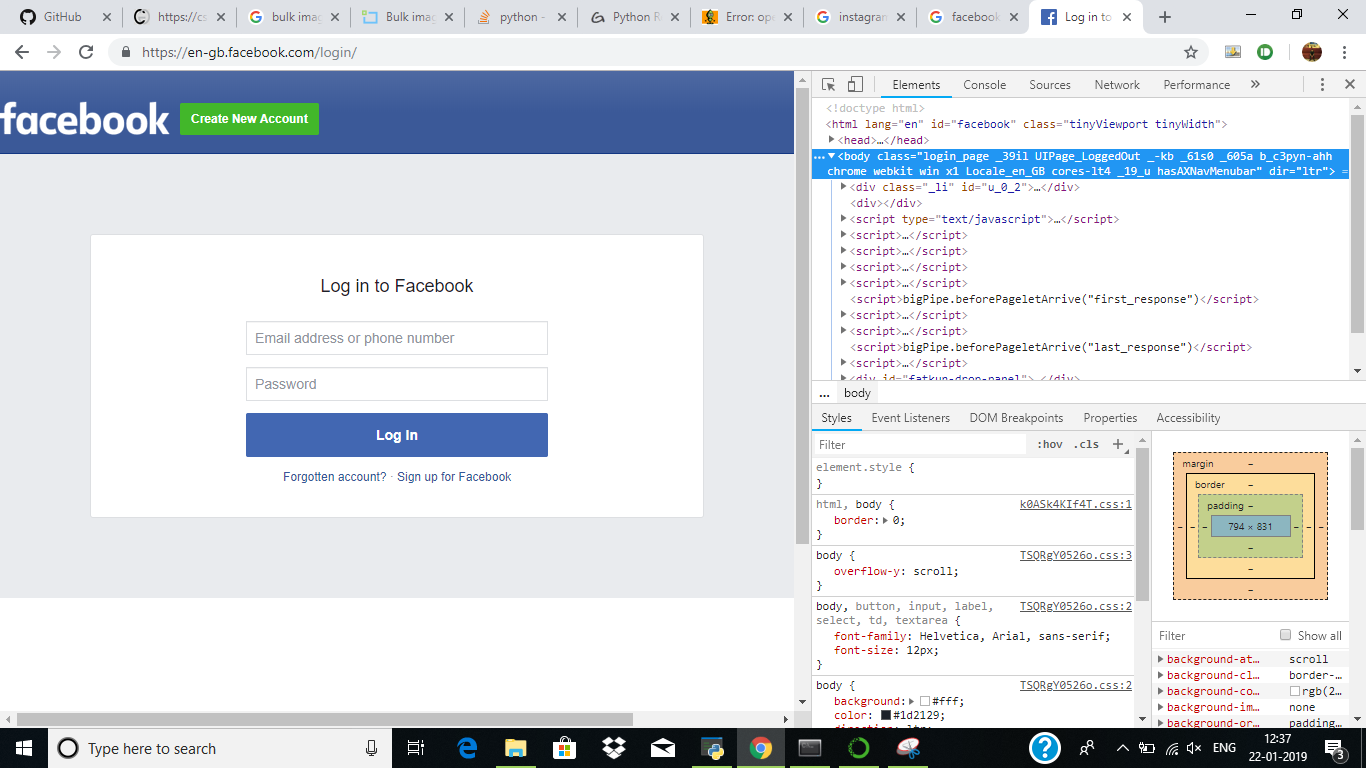 GitHub
https://cs
bulk imag
Bulk imag
python -
Python R
Error: ope
instagran
facebook
Log in to
https://en-gb.facebook.com/login/
facebook
Create New Account
Log in to Facebook
Email address or phone number
Password
Log In
Forgotten account? · Sign up for Facebook
Elements Console Sources Network Performance »
<!doctype html>
<html lang="en" id="facebook" class="tinyViewport tinyWidth">
<head>…</head>
…<body class="login_page _39il UIPage_LoggedOut _-kb _61s0 _605a b_c3pyn-ahh
chrome webkit win x1 Locale_en_GB cores-lt4 _19_u hasAXNavMenubar" dir="ltr"> =
<div class="_li" id="u_0_2">…</div>
<div></div>
<script type="text/javascript">…</script>
<script>…</script>
<script>…</script>
<script>…</script>
<script>…</script>
<script>bigPipe.beforePageletArrive("first_response")</script>
<script>…</script>
<script>…</script>
<script>bigPipe.beforePageletArrive("last_response")</script>
<script>…</script>
<div id="fatkun-drop-panel">…</div>
... body
Styles Event Listeners DOM Breakpoints Properties Accessibility
Filter :hov .cls +
element.style {
}
html, body { k0ASk4KIf4T.css:1
border: 0;
}
body { TSQRgY0526o.css:3
overflow-y: scroll;
}
body, button, input, label, TSQRgY0526o.css:2
select, td, textarea {
font-family: Helvetica, Arial, sans-serif;
font-size: 12px;
}
body { TSQRgY0526o.css:2
background: #fff;
color: #1d2129;
direction: ltr;
margin –
border –
padding –
– – – 794 × 831 – – –
–
–
–
Filter Show all
background-at… scroll
background-cl… border-…
background-co… rgb(2…
background-im… none
background-or… padding…
Type here to search
ENG
12:37
22-01-2019
3